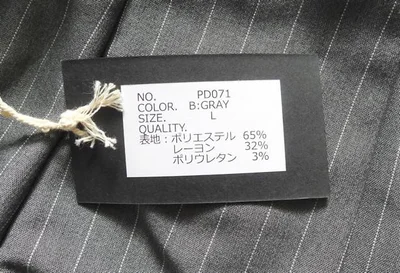 NO. PD071
COLOR. B:GRAY
SIZE. L
QUALITY.
表地:ポリエステル 65%
レーヨン 32%
ポリウレタン 3%